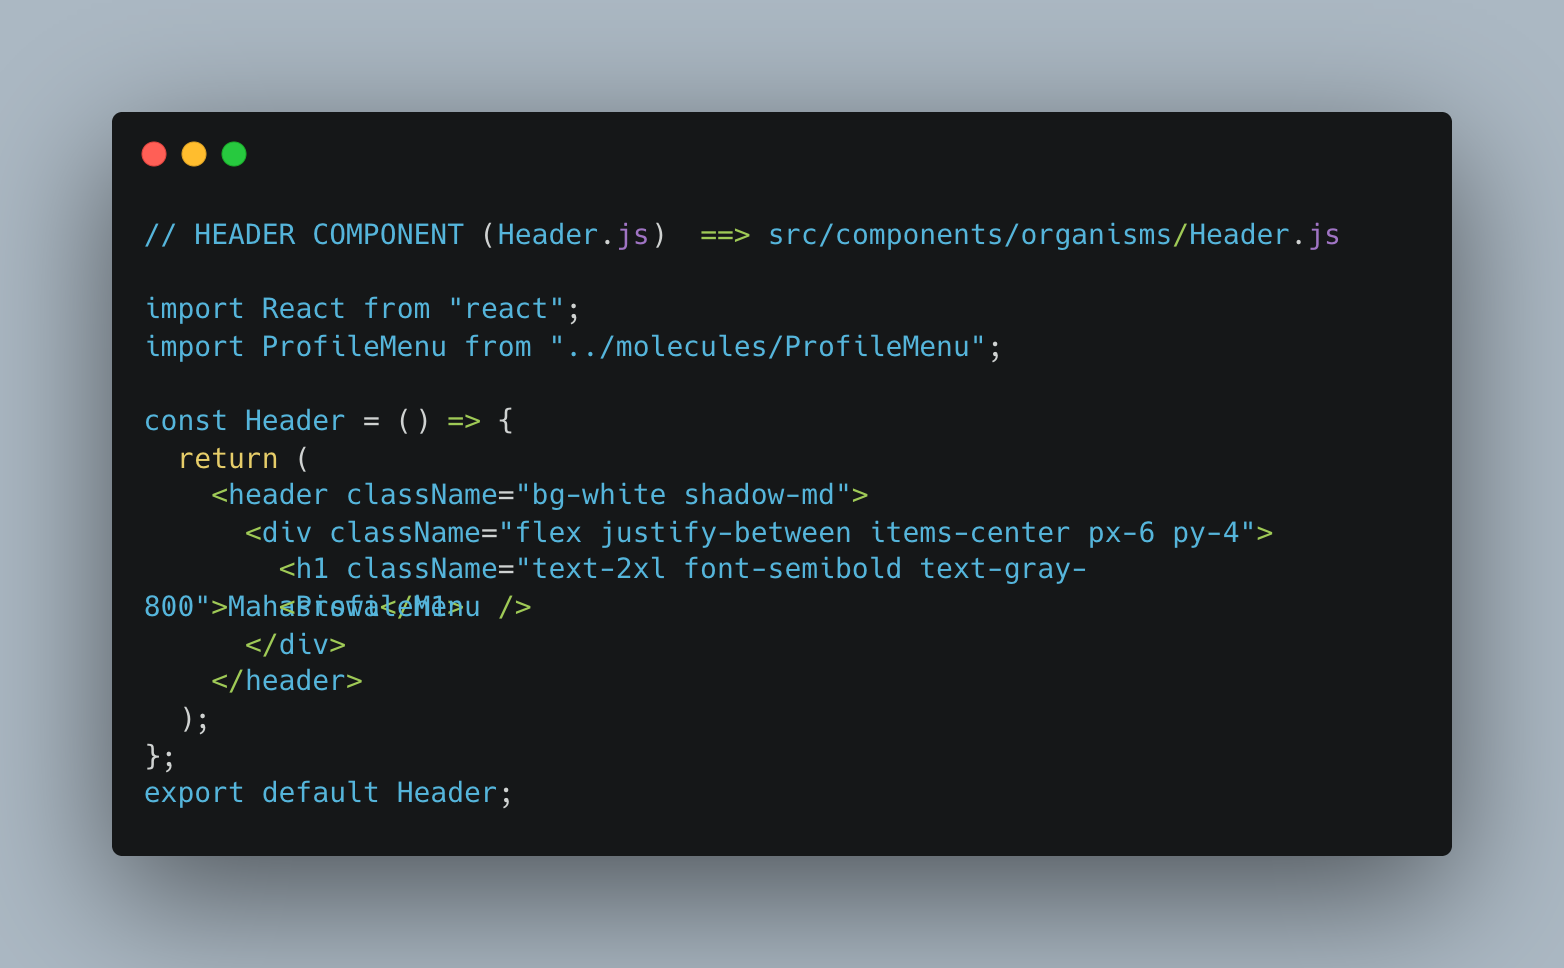 // HEADER COMPONENT (Header.js)  ==> src/components/organisms/Header.js
import React from "react";
import ProfileMenu from "../molecules/ProfileMenu";
const Header = () => {
return (
<header className="bg-white shadow-md">
<div className="flex justify-between items-center px-6 py-4">
<h1 className="text-2xl font-semibold text-gray-
800">Mahasiswa</h1>
<ProfileMenu />
</div>
</header>
);
};
export default Header;